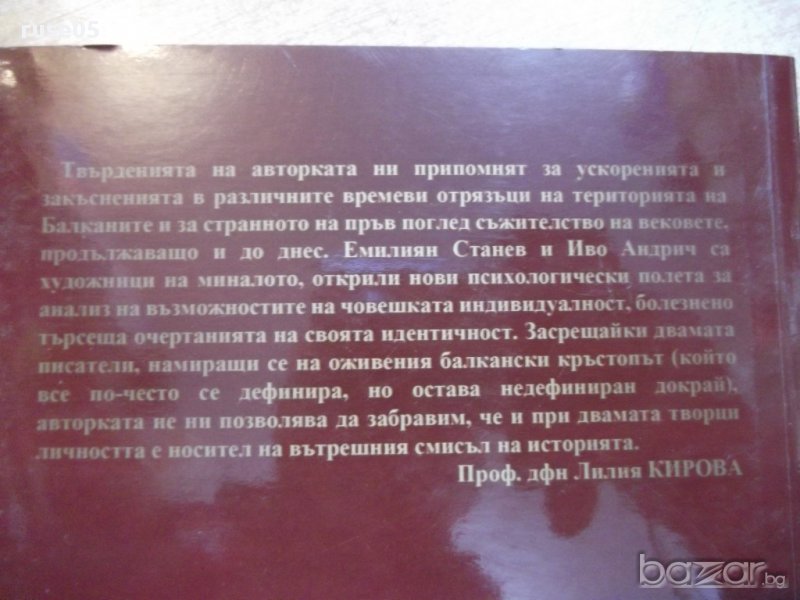 ruse05
Твърденията на авторката ни припомнят за ускоренията и
закъсненията в различните времеви отрязъци на територията на
Балканите и за странното на пръв поглед съжителство на вековете,
продължаващо и до днес. Емилиян Станев и Иво Андрич са
художници на миналото, открили нови психологически полета за
анализ на възможностите на човешката индивидуалност, болезнено
търсеща очертанията на своята идентичност. Засрещайки двамата
писатели, намиращи се на оживения балкански кръстопът (който
все по-често се дефинира, но остава недефиниран докрай),
авторката не ни позволява да забравим, че и при двамата творци
личността е носител на вътрешния смисъл на историята.
Проф. дфн Лилия КИРОВА
bazar.bg